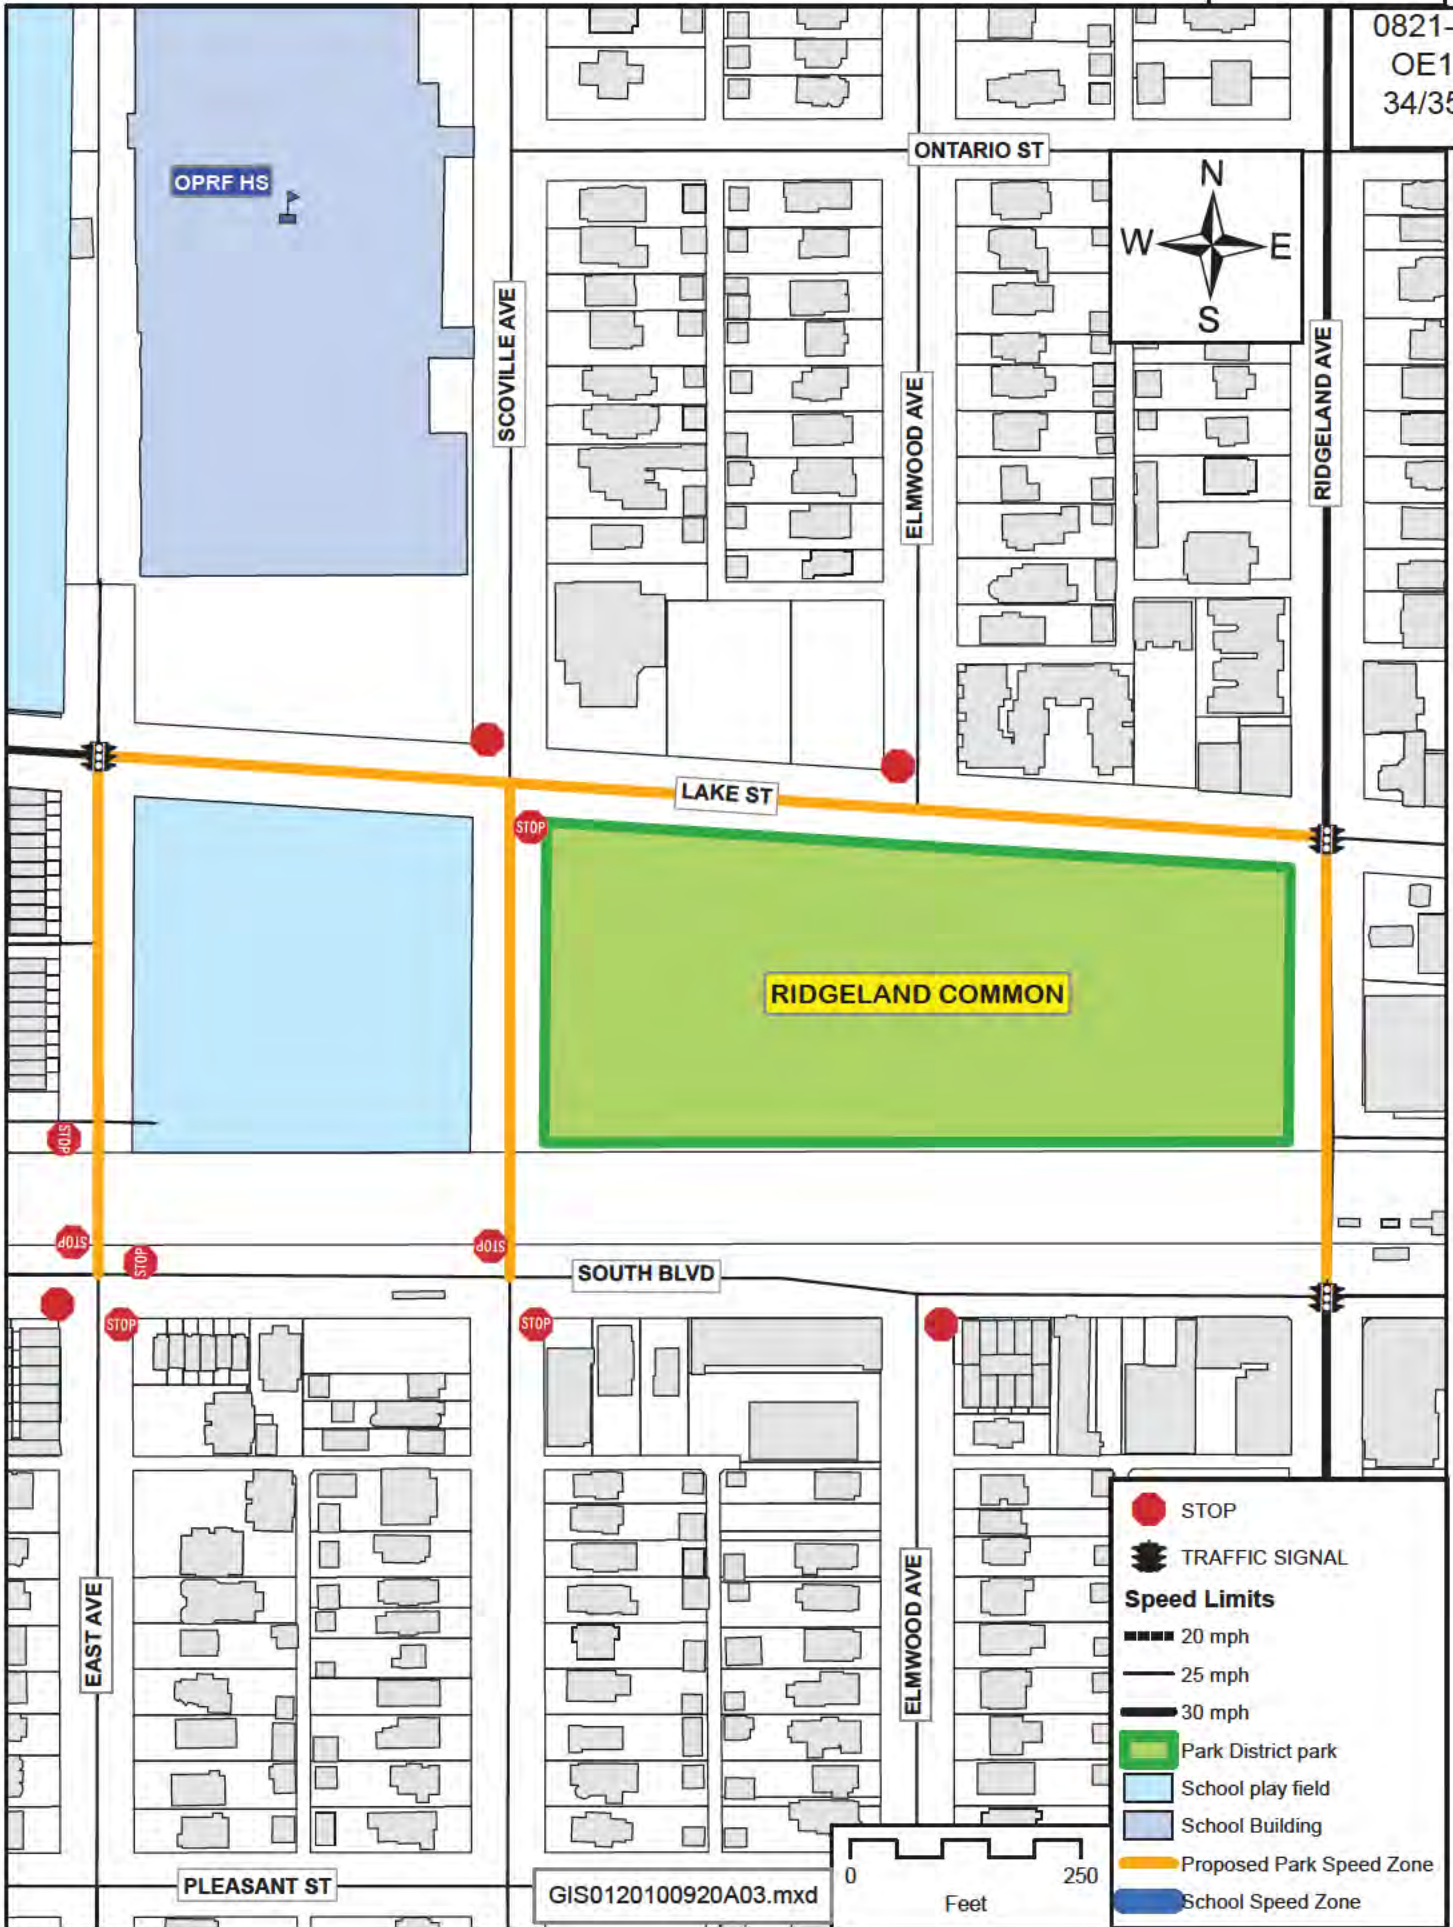 0821-
OE1
34/35
ONTARIO ST
OPRF HS
N
W E
S
SCOVILLE AVE
ELMWOOD AVE
RIDGELAND AVE
LAKE ST
STOP
RIDGELAND COMMON
STOP
STOP
STOP
STOP
SOUTH BLVD
STOP
STOP
EAST AVE
ELMWOOD AVE
PLEASANT ST
GIS0120100920A03.mxd
0 250
Feet
STOP
TRAFFIC SIGNAL
Speed Limits
20 mph
25 mph
30 mph
Park District park
School play field
School Building
Proposed Park Speed Zone
School Speed Zone